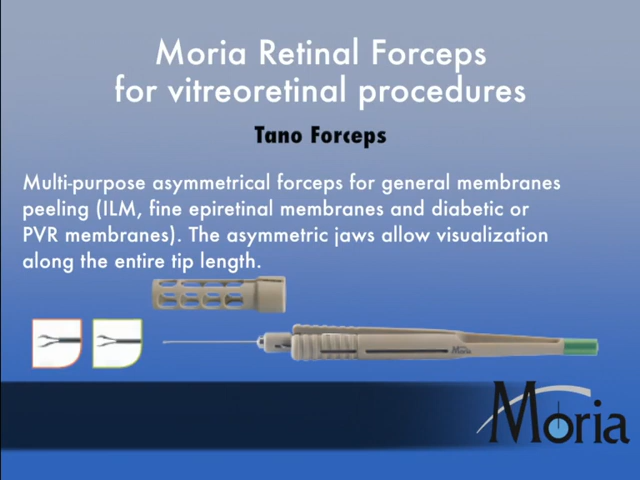 Moria Retinal Forceps
for vitreoretinal procedures
Tano Forceps
Multi-purpose asymmetrical forceps for general membranes
peeling (ILM, fine epiretinal membranes and diabetic or
PVR membranes). The asymmetric jaws allow visualization
along the entire tip length.
Moria
Moria